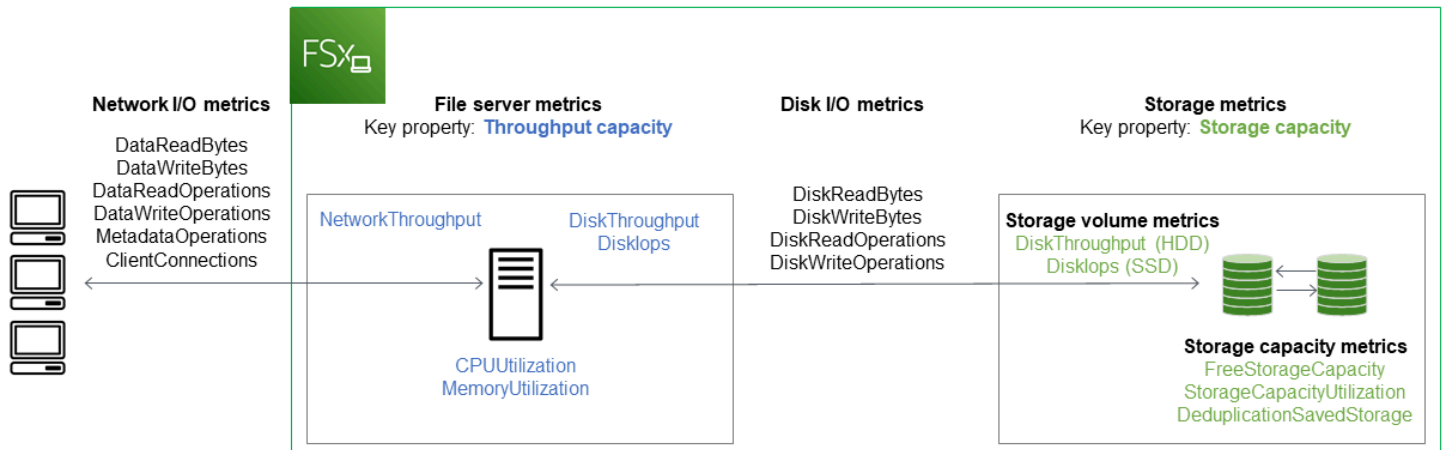 FSx
Network I/O metrics
DataReadBytes
DataWriteBytes
DataReadOperations
DataWriteOperations
MetadataOperations
ClientConnections
File server metrics
Key property: Throughput capacity
NetworkThroughput
DiskThroughput
DiskIops
CPUUtilization
MemoryUtilization
Disk I/O metrics
DiskReadBytes
DiskWriteBytes
DiskReadOperations
DiskWriteOperations
Storage metrics
Key property: Storage capacity
Storage volume metrics
DiskThroughput (HDD)
DiskIops (SSD)
Storage capacity metrics
FreeStorageCapacity
StorageCapacityUtilization
DeduplicationSavedStorage